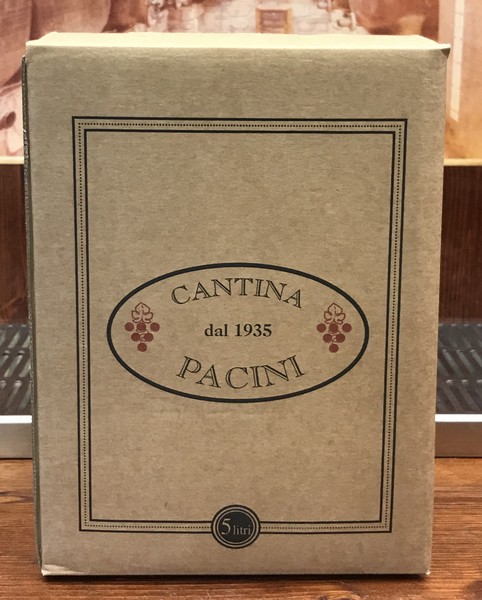 CANTINA
dal 1935
PACINI
5 litri